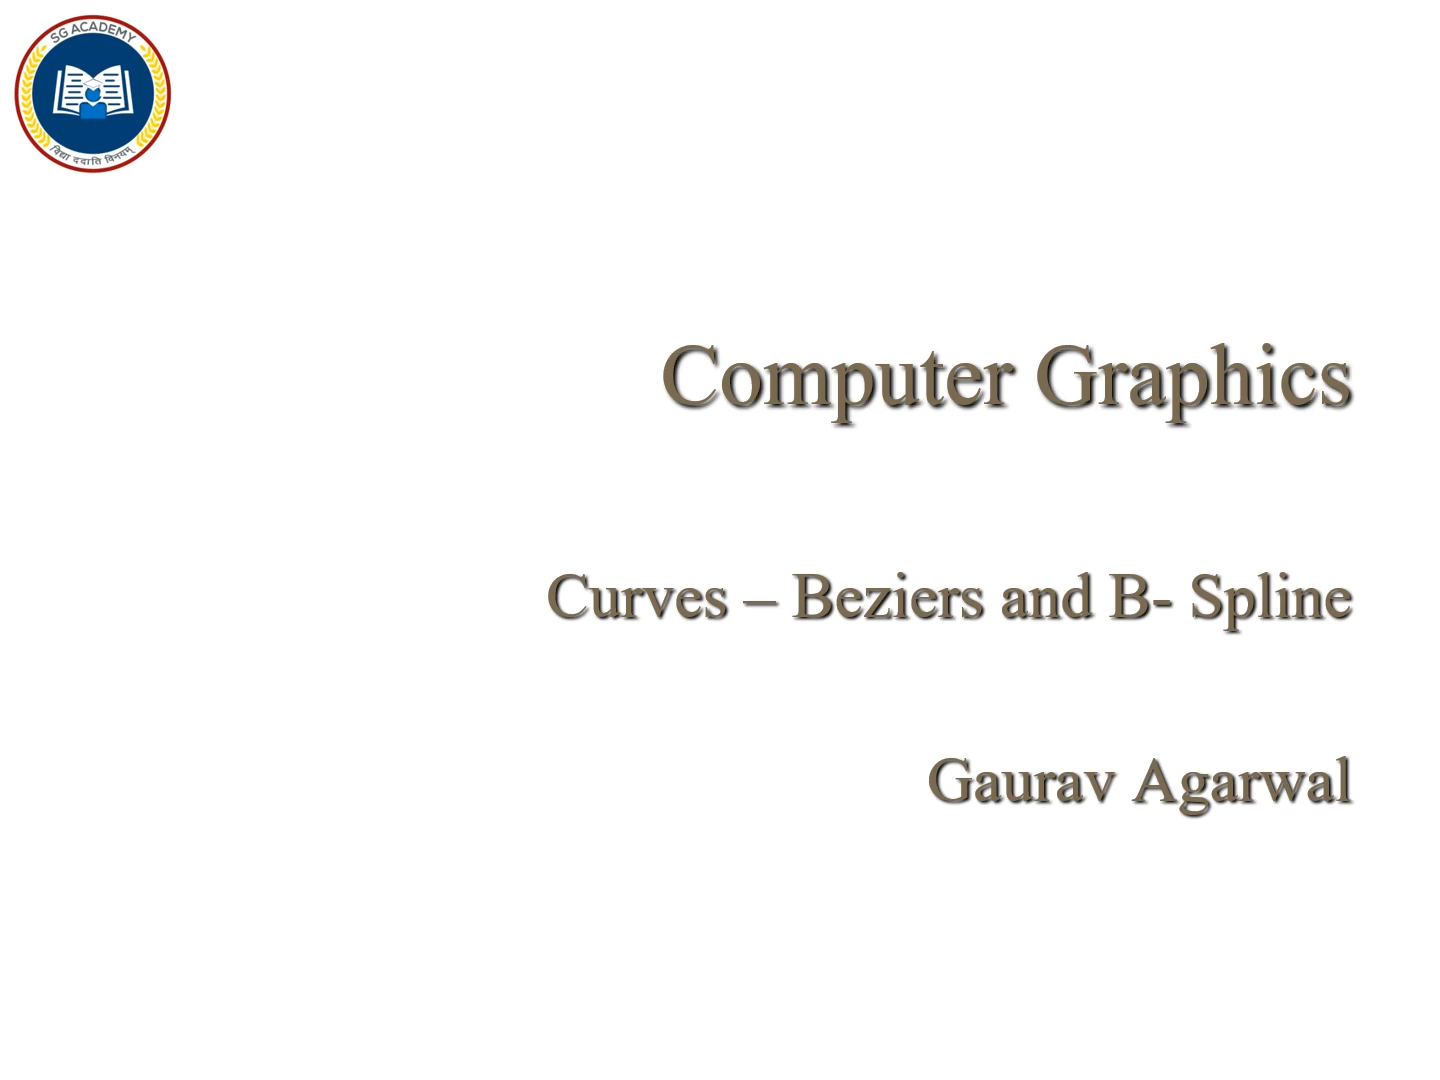 SG ACADEMY
विद्या ददाति विनयम्
Computer Graphics
Curves – Beziers and B- Spline
Gaurav Agarwal